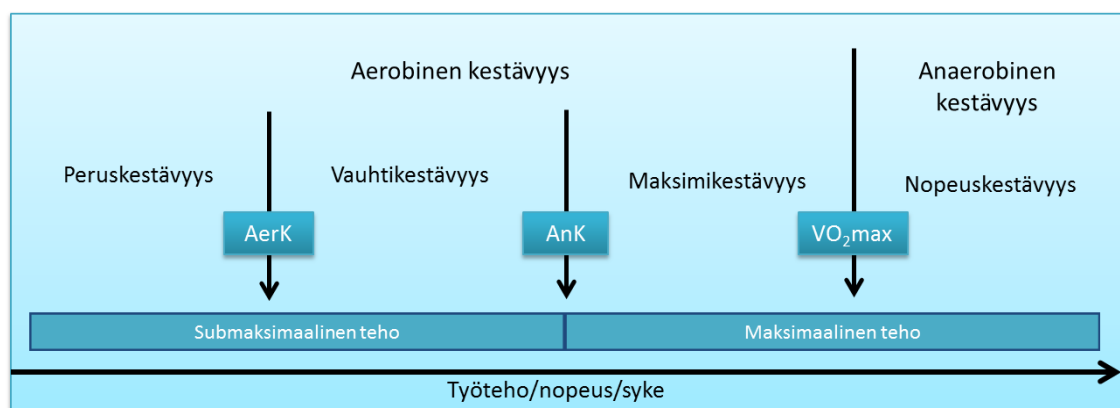 Aerobinen kestävyys
Anaerobinen
kestävyys
Peruskestävyys
Vauhtikestävyys
Maksimikestävyys
Nopeuskestävyys
AerK
AnK
VO₂max
Submaksimaalinen teho
Maksimaalinen teho
Työteho/nopeus/syke